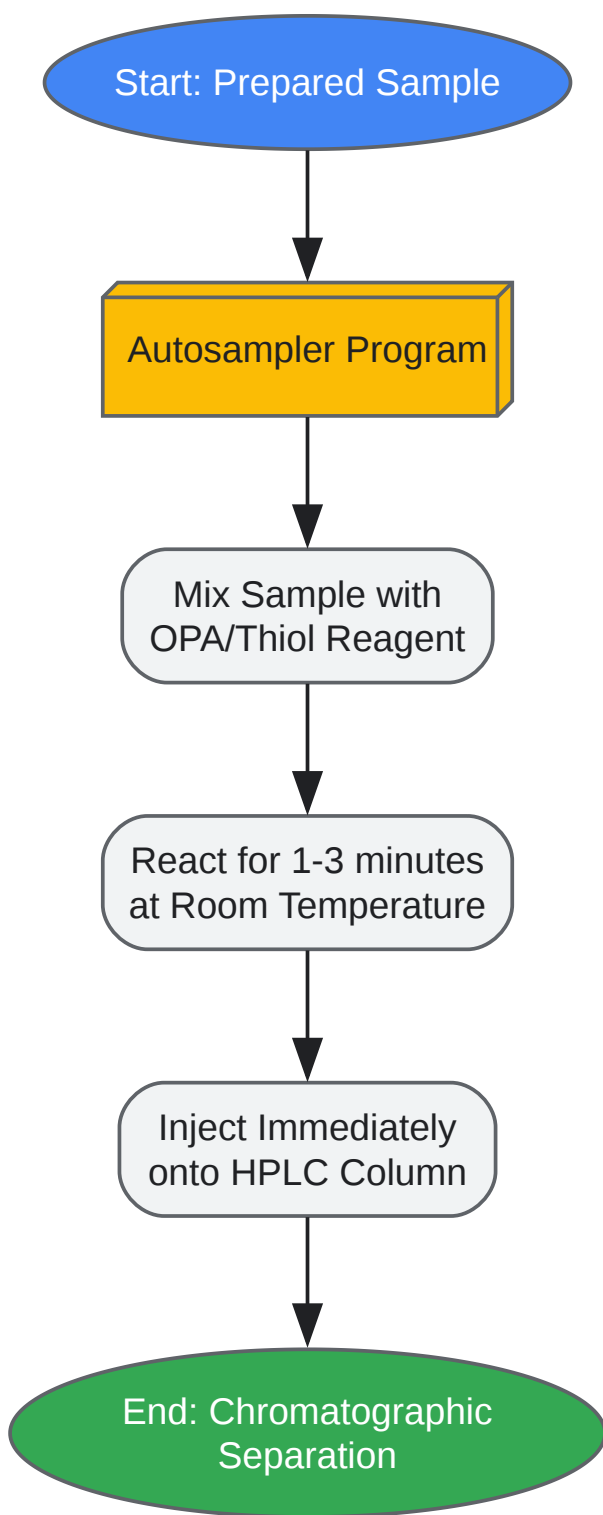 Start: Prepared Sample
Autosampler Program
Mix Sample with
OPA/Thiol Reagent
React for 1-3 minutes
at Room Temperature
Inject Immediately
onto HPLC Column
End: Chromatographic
Separation